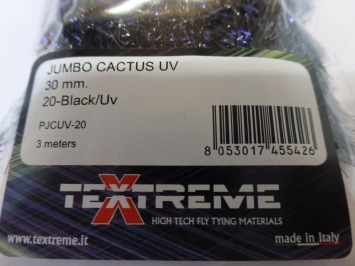 JUMBO CACTUS UV
30 mm.
20-Black/Uv
PJCUV-20
3 meters
8 053017 455426
TEXTREME
HIGH TECH FLY TYING MATERIALS
www.textreme.it
made in Italy